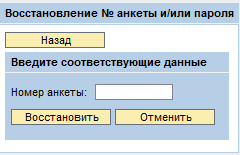 Восстановление № анкеты и/или пароля
Назад
Введите соответствующие данные
Номер анкеты:
Восстановить Отменить